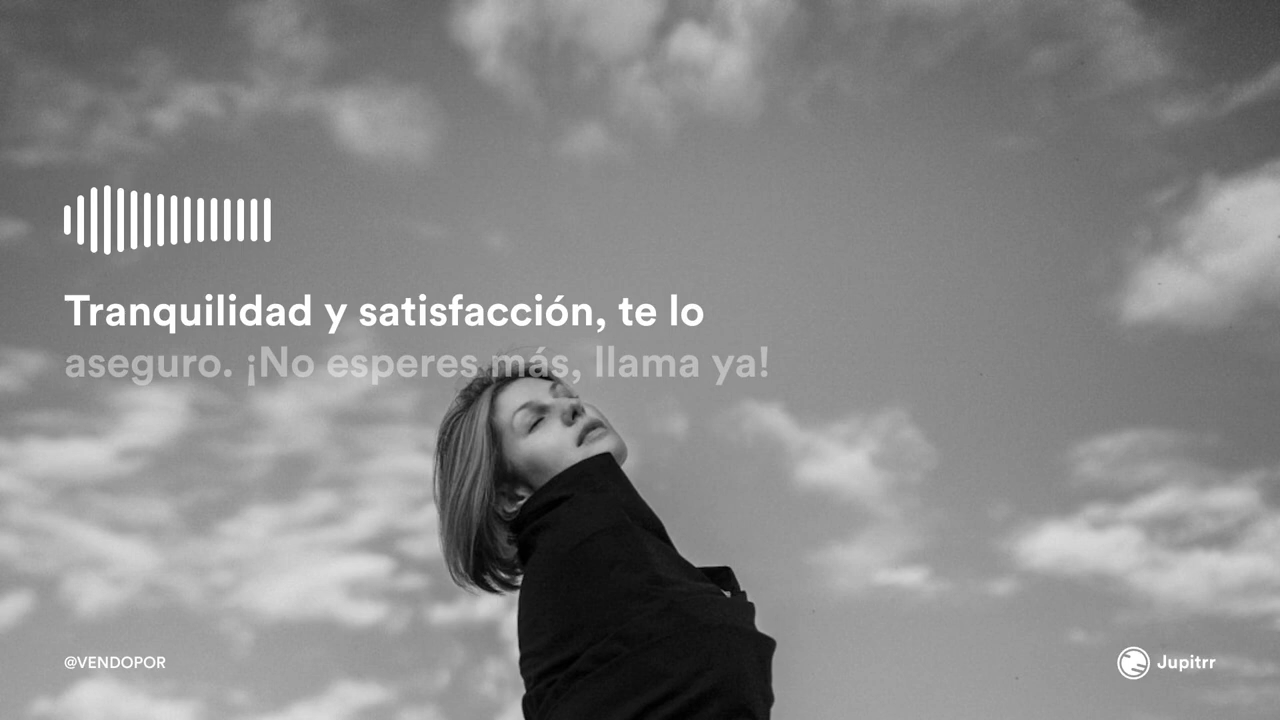 Tranquilidad y satisfacción, te lo
aseguro. ¡No esperes más, llama ya!
@VENDOPOR
Jupitrr